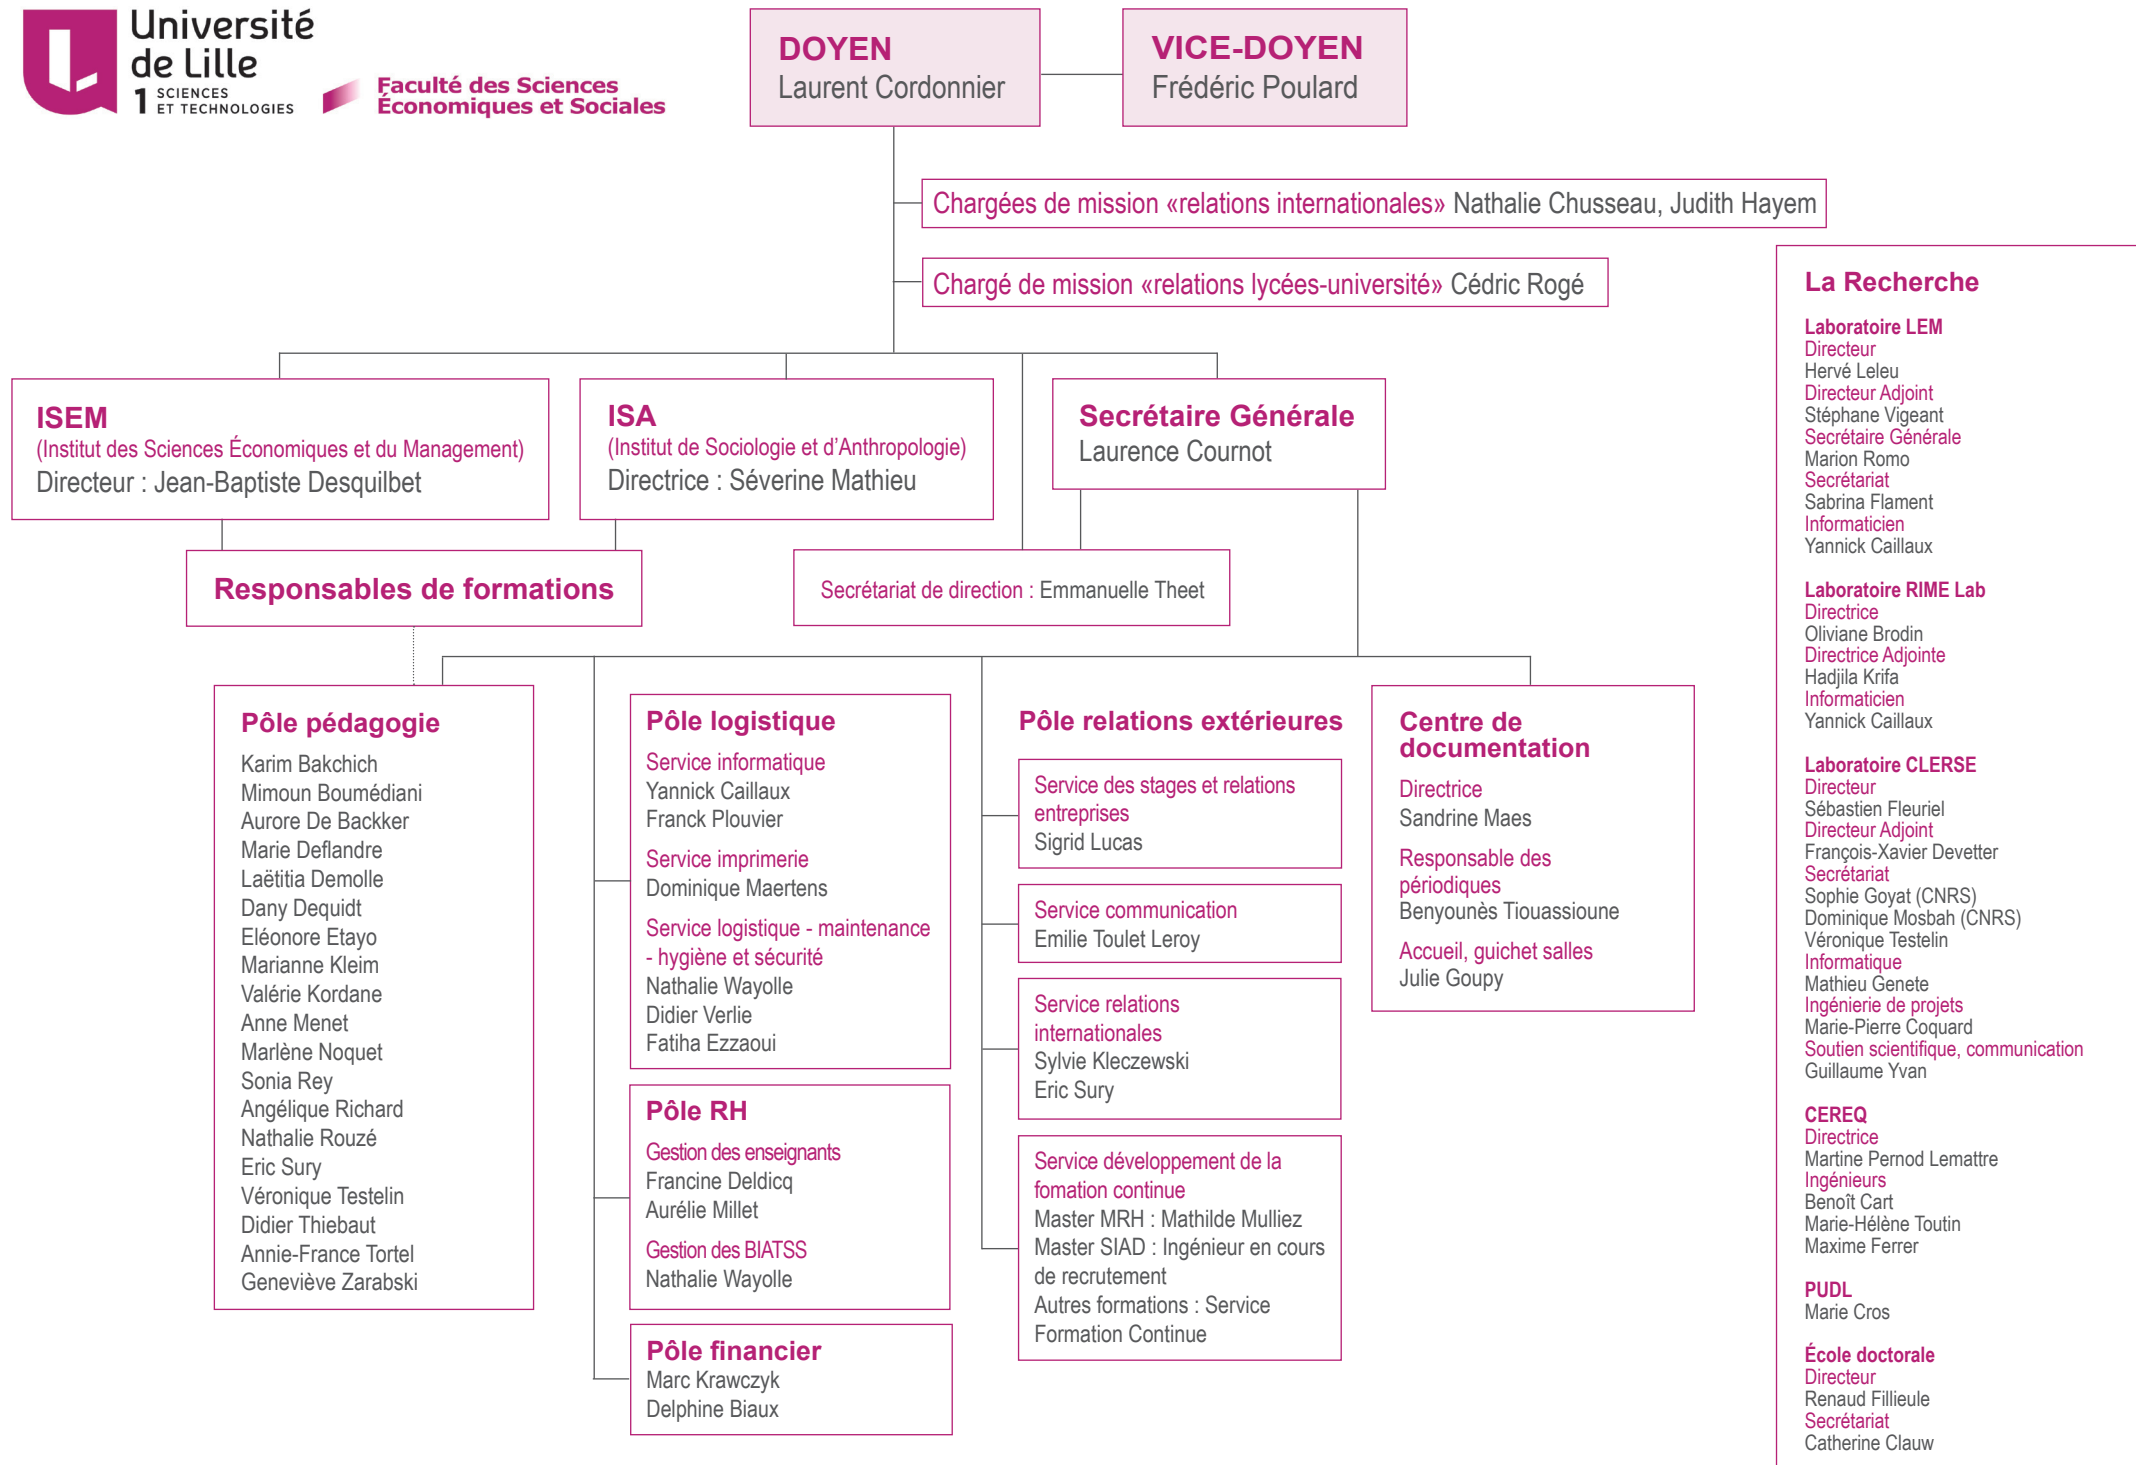 Université
de Lille
1 SCIENCES
ET TECHNOLOGIES
Faculté des Sciences
Économiques et Sociales
DOYEN
Laurent Cordonnier
VICE-DOYEN
Frédéric Poulard
Chargées de mission «relations internationales» Nathalie Chusseau, Judith Hayem
Chargé de mission «relations lycées-université» Cédric Rogé
ISEM
(Institut des Sciences Économiques et du Management)
Directeur : Jean-Baptiste Desquilbet
ISA
(Institut de Sociologie et d'Anthropologie)
Directrice : Séverine Mathieu
Secrétaire Générale
Laurence Cournot
Responsables de formations
Secrétariat de direction : Emmanuelle Theet
Pôle pédagogie
Karim Bakchich
Mimoun Boumédiani
Aurore De Backker
Marie Deflandre
Laëtitia Demolle
Dany Dequidt
Eléonore Etayo
Marianne Kleim
Valérie Kordane
Anne Menet
Marlène Noquet
Sonia Rey
Angélique Richard
Nathalie Rouzé
Eric Sury
Véronique Testelin
Didier Thiebaut
Annie-France Tortel
Geneviève Zarabski
Pôle logistique
Service informatique
Yannick Caillaux
Franck Plouvier
Service imprimerie
Dominique Maertens
Service logistique - maintenance
- hygiène et sécurité
Nathalie Wayolle
Didier Verlie
Fatiha Ezzaoui
Pôle RH
Gestion des enseignants
Francine Deldicq
Aurélie Millet
Gestion des BIATSS
Nathalie Wayolle
Pôle financier
Marc Krawczyk
Delphine Biaux
Pôle relations extérieures
Service des stages et relations
entreprises
Sigrid Lucas
Service communication
Emilie Toulet Leroy
Service relations
internationales
Sylvie Kleczewski
Eric Sury
Service développement de la
fomation continue
Master MRH : Mathilde Mulliez
Master SIAD : Ingénieur en cours
de recrutement
Autres formations : Service
Formation Continue
Centre de
documentation
Directrice
Sandrine Maes
Responsable des
périodiques
Benyounès Tiouassioune
Accueil, guichet salles
Julie Goupy
La Recherche
Laboratoire LEM
Directeur
Hervé Leleu
Directeur Adjoint
Stéphane Vigeant
Secrétaire Générale
Marion Romo
Secrétariat
Sabrina Flament
Informaticien
Yannick Caillaux
Laboratoire RIME Lab
Directrice
Oliviane Brodin
Directrice Adjointe
Hadjila Krifa
Informaticien
Yannick Caillaux
Laboratoire CLERSE
Directeur
Sébastien Fleuriel
Directeur Adjoint
François-Xavier Devetter
Secrétariat
Sophie Goyat (CNRS)
Dominique Mosbah (CNRS)
Véronique Testelin
Informatique
Mathieu Genete
Ingénierie de projets
Marie-Pierre Coquard
Soutien scientifique, communication
Guillaume Yvan
CEREQ
Directrice
Martine Pernod Lemattre
Ingénieurs
Benoît Cart
Marie-Hélène Toutin
Maxime Ferrer
PUDL
Marie Cros
École doctorale
Directeur
Renaud Fillieule
Secrétariat
Catherine Clauw